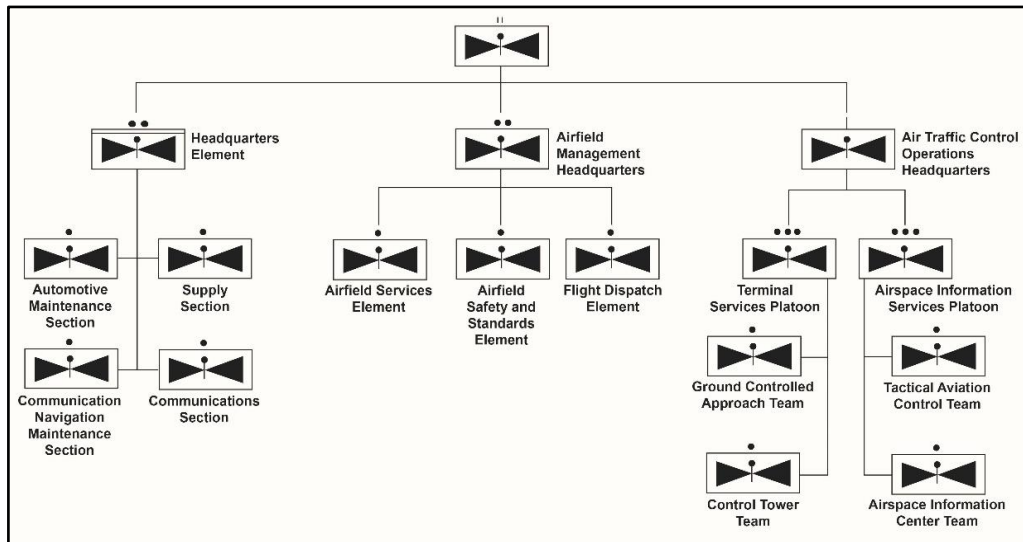 Headquarters
Element
Airfield
Management
Headquarters
Air Traffic Control
Operations
Headquarters
Automotive
Maintenance
Section
Supply
Section
Airfield Services
Element
Airfield
Safety and
Standards
Element
Flight Dispatch
Element
Terminal
Services Platoon
Airspace Information
Services Platoon
Communication
Navigation
Maintenance
Section
Communications
Section
Ground Controlled
Approach Team
Tactical Aviation
Control Team
Control Tower
Team
Airspace Information
Center Team